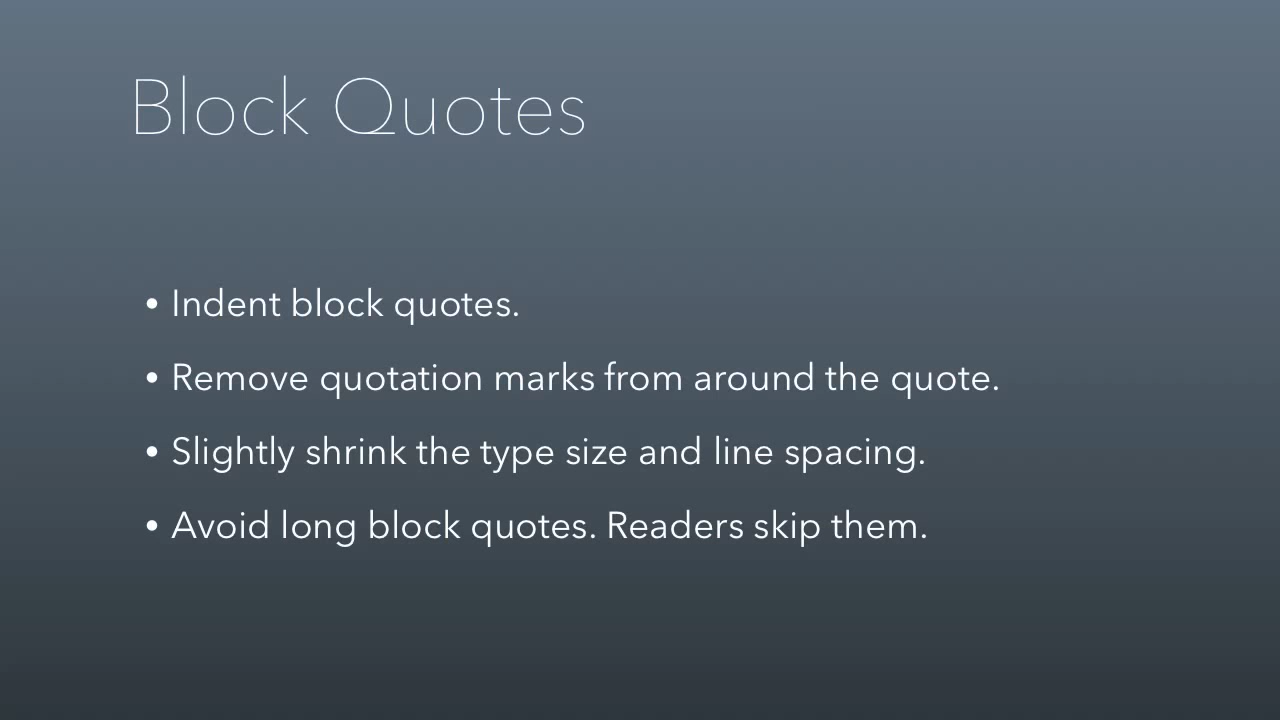 Block Quotes
• Indent block quotes.
• Remove quotation marks from around the quote.
• Slightly shrink the type size and line spacing.
• Avoid long block quotes. Readers skip them.